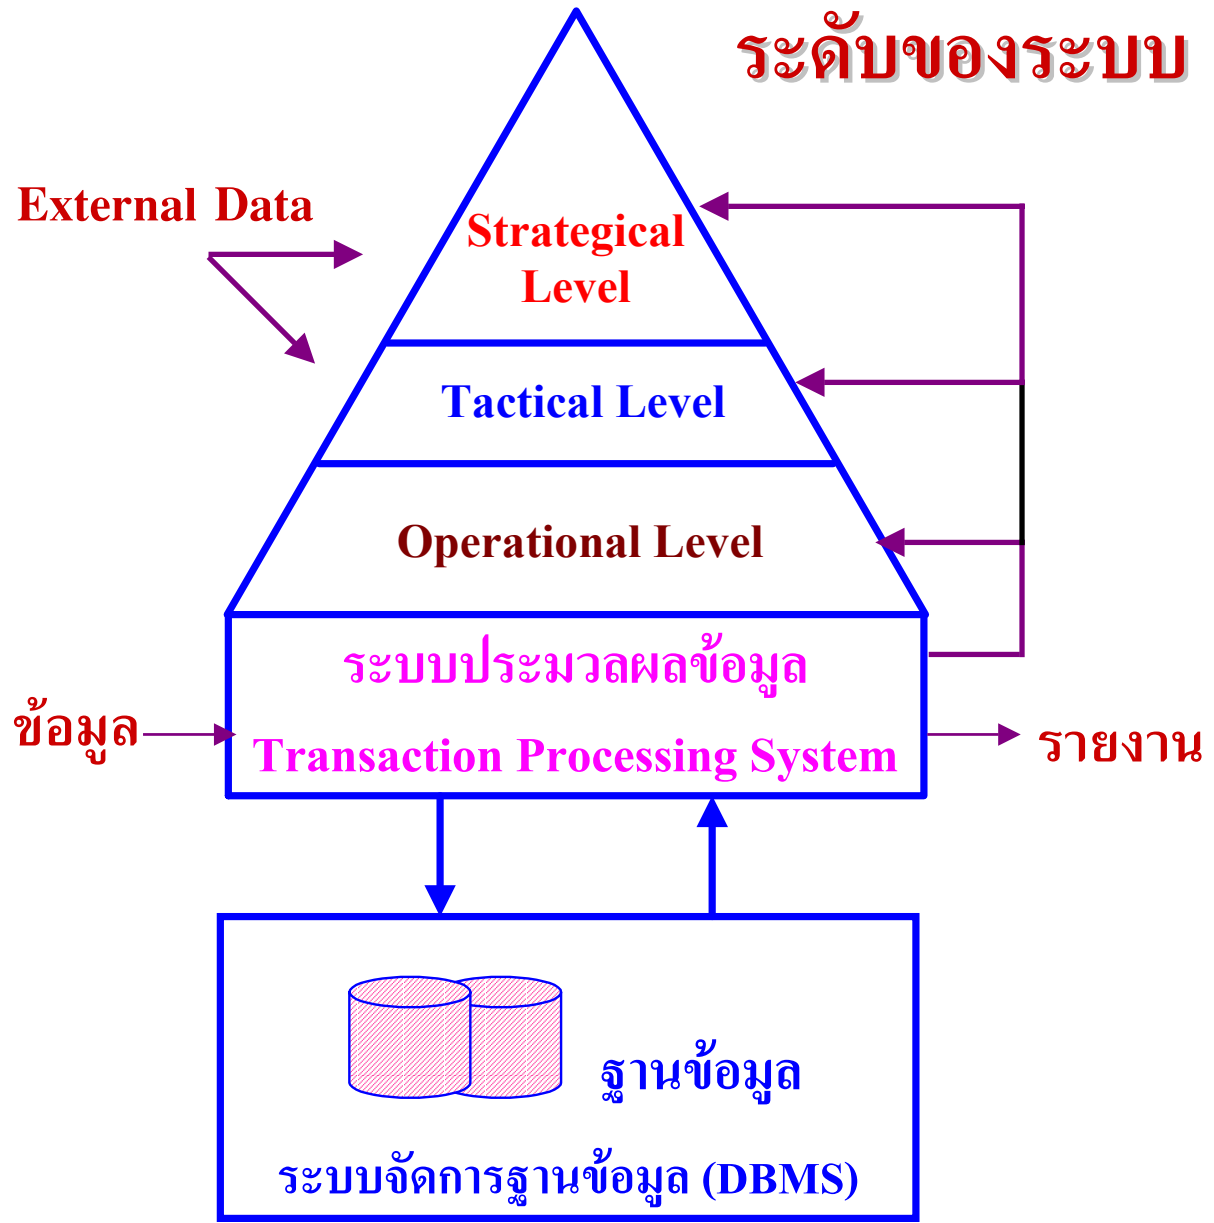 ระดับของระบบ
External Data
Strategical
Level
Tactical Level
Operational Level
ระบบประมวลผลข้อมูล
ข้อมูล
Transaction Processing System
รายงาน
ฐานข้อมูล
ระบบจัดการฐานข้อมูล (DBMS)